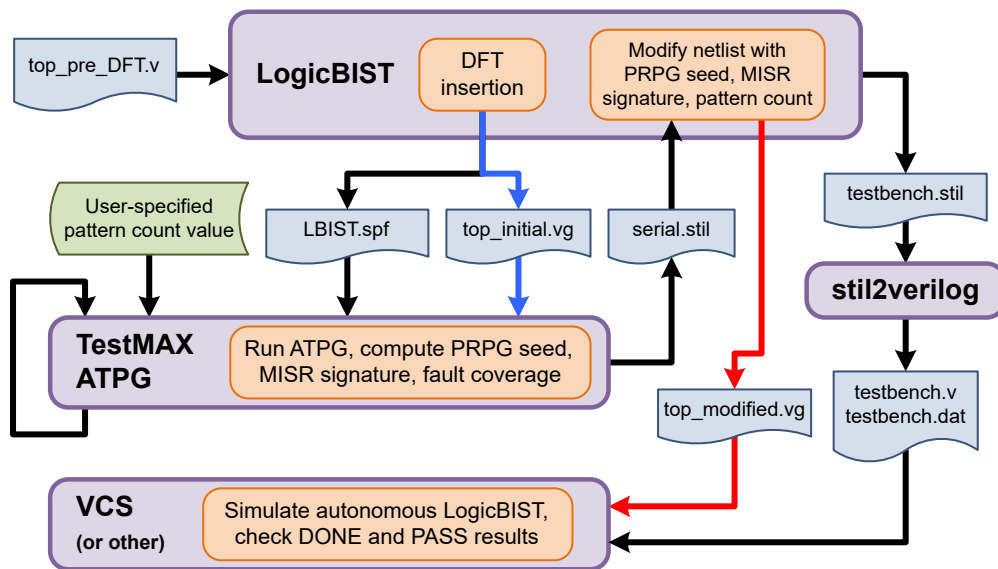 top_pre_DFT.v
LogicBIST
DFT
insertion
Modify netlist with
PRPG seed, MISR
signature, pattern count
User-specified
pattern count value
LBIST.spf
top_initial.vg
serial.stil
testbench.stil
stil2verilog
TestMAX
ATPG
Run ATPG, compute PRPG seed,
MISR signature, fault coverage
top_modified.vg
testbench.v
testbench.dat
VCS
(or other)
Simulate autonomous LogicBIST,
check DONE and PASS results